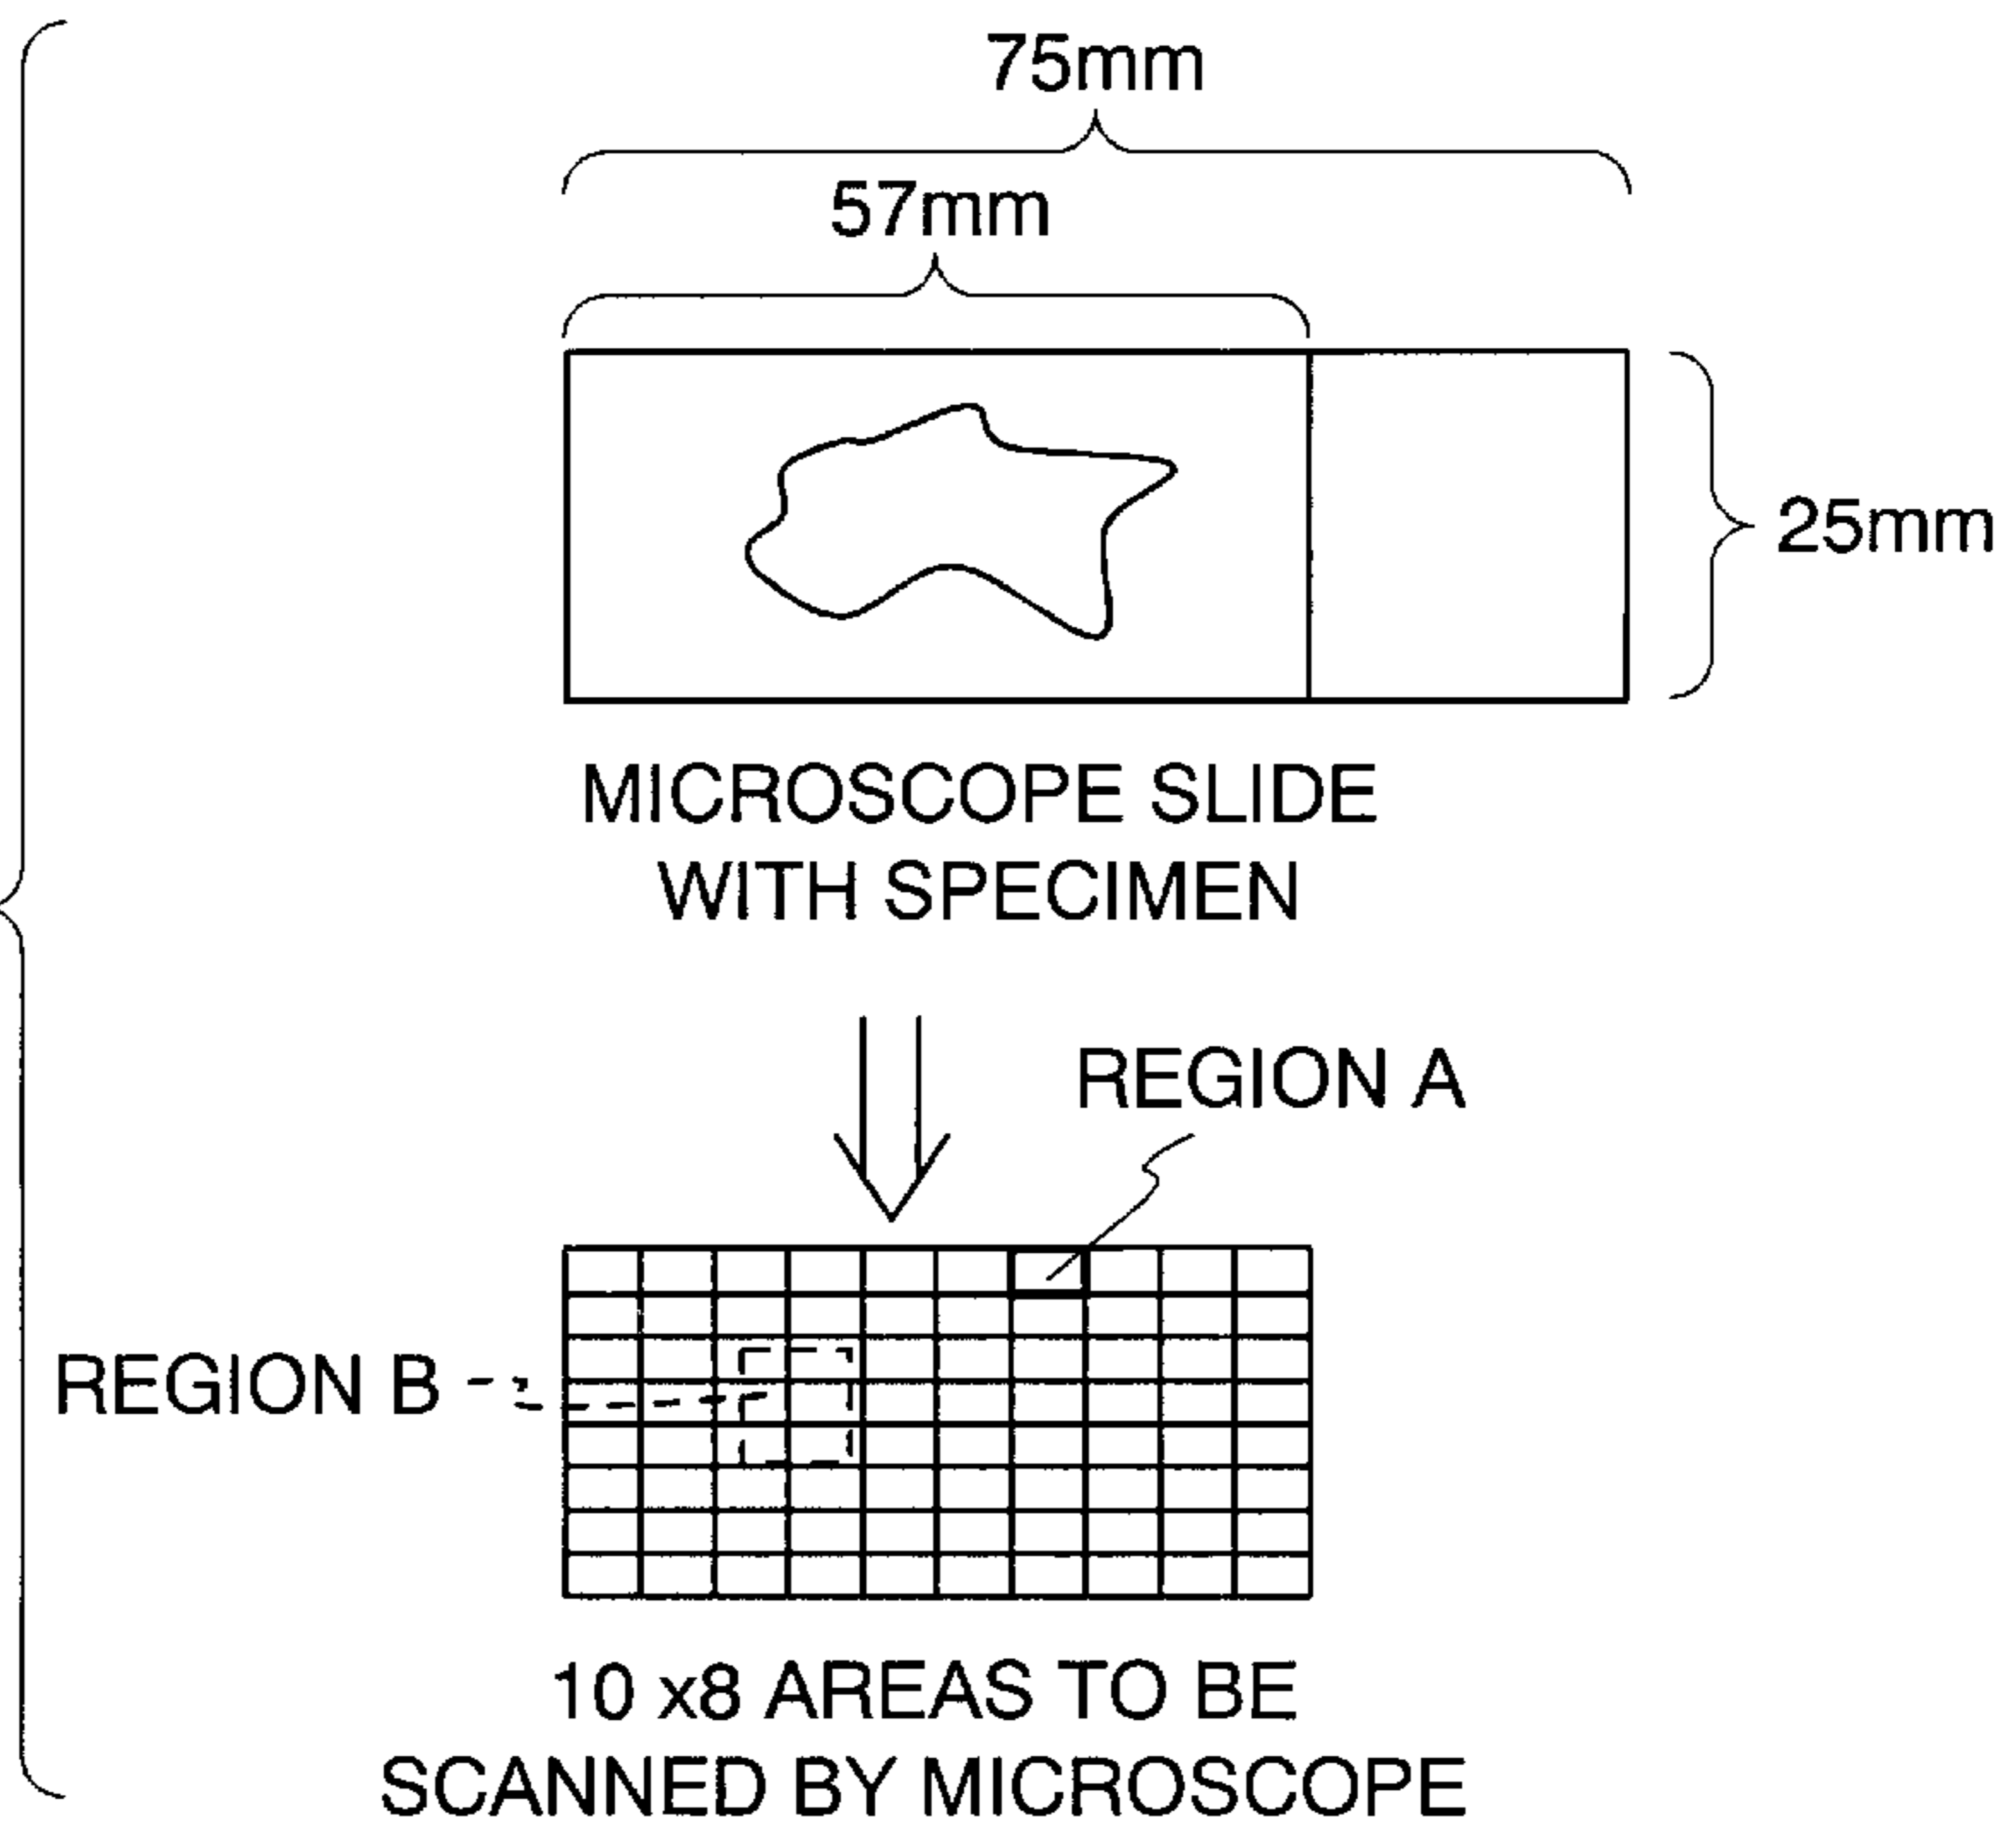 75mm
57mm
25mm
MICROSCOPE SLIDE
WITH SPECIMEN
REGION A
REGION B
10 x8 AREAS TO BE
SCANNED BY MICROSCOPE